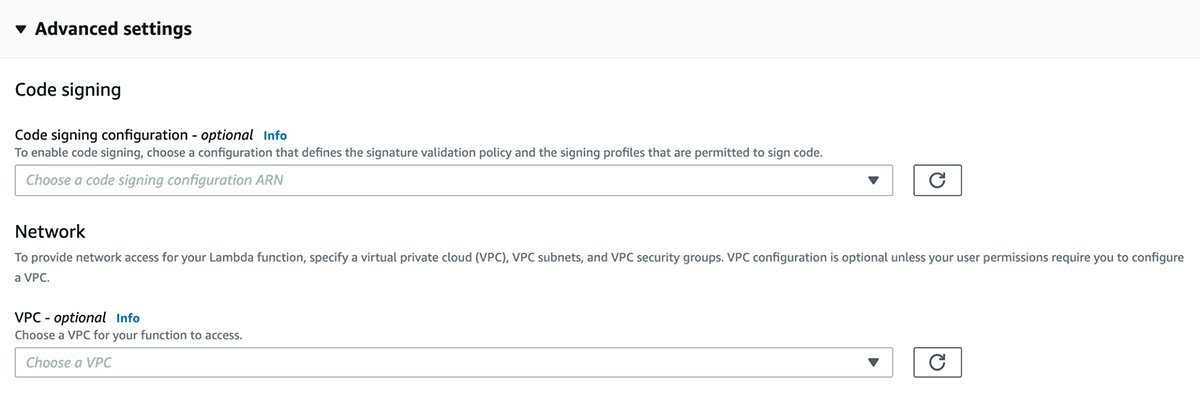 Advanced settings
Code signing
Code signing configuration - optional Info
To enable code signing, choose a configuration that defines the signature validation policy and the signing profiles that are permitted to sign code.
Choose a code signing configuration ARN
Network
To provide network access for your Lambda function, specify a virtual private cloud (VPC), VPC subnets, and VPC security groups. VPC configuration is optional unless your user permissions require you to configure
a VPC.
VPC - optional Info
Choose a VPC for your function to access.
Choose a VPC